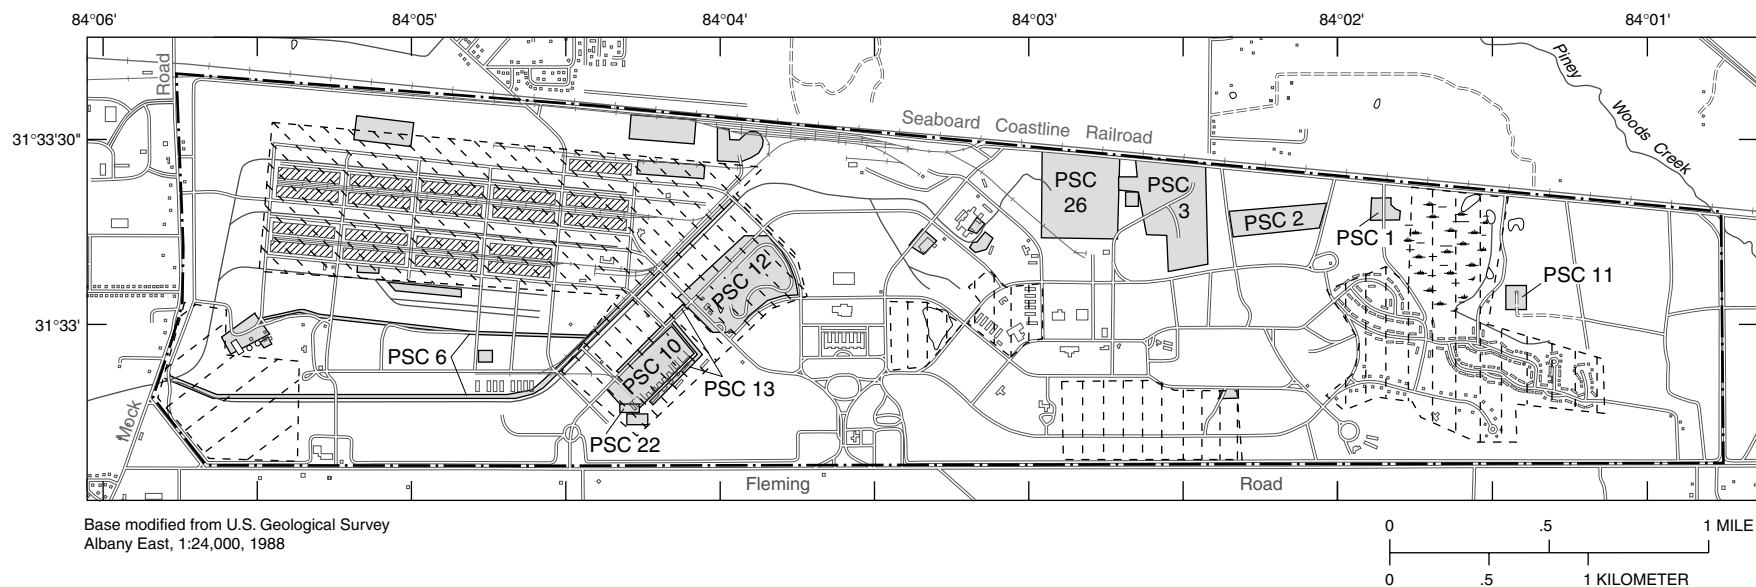 84°06' 84°05' 84°04' 84°03' 84°02' 84°01'
Road
Piney
Woods Creek
Seaboard Coastline Railroad
31°33'30"
PSC
26
PSC
3
PSC 2
PSC 1
PSC 12
PSC 11
31°33'
PSC 6
PSC 10
PSC 13
Mock
PSC 22
Fleming Road
Base modified from U.S. Geological Survey
Albany East, 1:24,000, 1988
0 .5 1 MILE
0 .5 1 KILOMETER